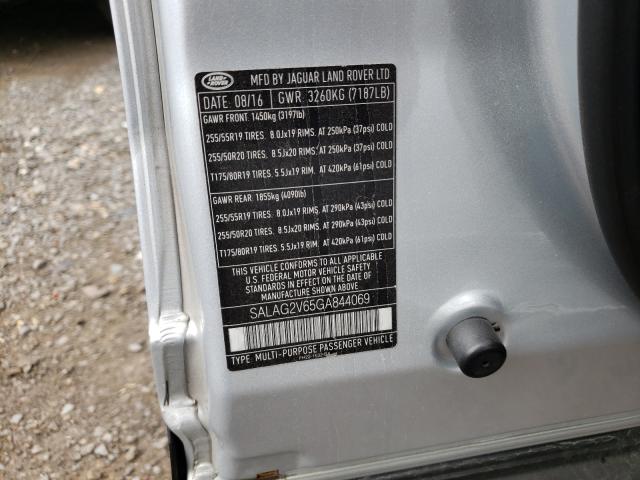 LAND ROVER
MFD BY JAGUAR LAND ROVER LTD
DATE 08/16 GWR: 3260KG (7187LB)
GAWR FRONT: 1450kg (3197lb)
255/55R19 TIRES. 8.0Jx19 RIMS. AT 250kPa (37psi) COLD
255/50R20 TIRES. 8.5Jx20 RIMS. AT 250kPa (37psi) COLD
T175/80R19 TIRES. 5.5Jx19 RIM. AT 420kPa (61psi) COLD
GAWR REAR: 1855kg (4090lb)
255/55R19 TIRES. 8.0Jx19 RIMS. AT 290kPa (43psi) COLD
255/50R20 TIRES. 8.5Jx20 RIMS. AT 290kPa (43psi) COLD
T175/80R19 TIRES. 5.5Jx19 RIM. AT 420kPa (61psi) COLD
THIS VEHICLE CONFORMS TO ALL APPLICABLE
U.S. FEDERAL MOTOR VEHICLE SAFETY
STANDARDS IN EFFECT ON THE DATE OF
MANUFACTURE SHOWN ABOVE
SALAG2V65GA844069
TYPE: MULTI-PURPOSE PASSENGER VEHICLE